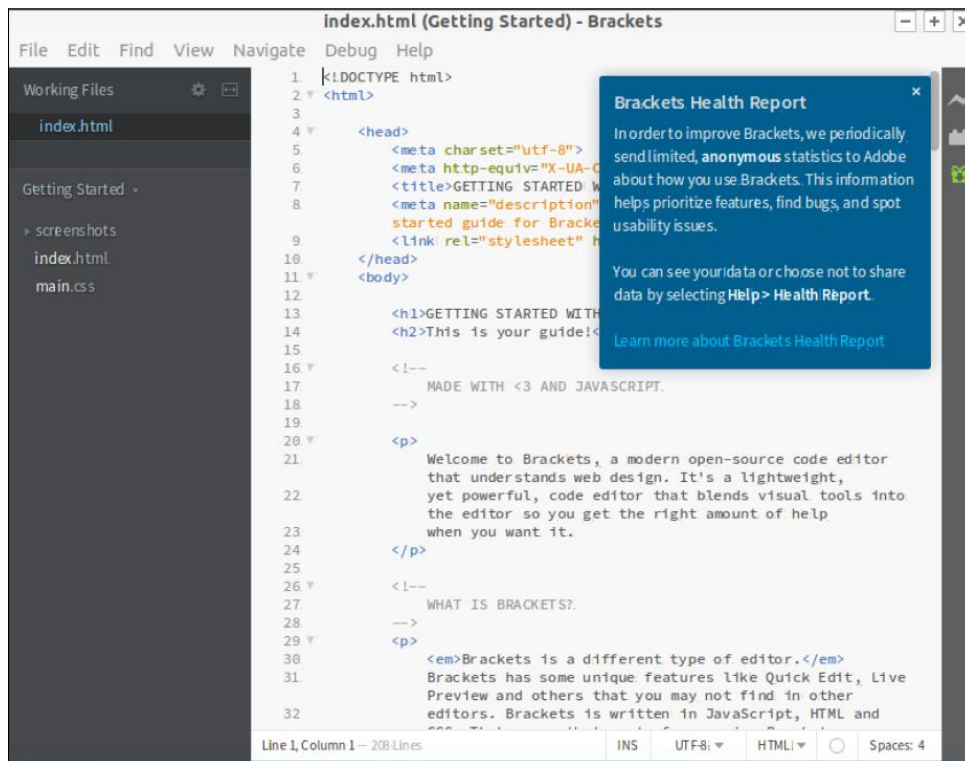 index.html (Getting Started) - Brackets
File Edit Find View Navigate Debug Help
Working Files
index.html
Getting Started
screenshots
index.html
main.css
1 <!DOCTYPE html>
2 <html>
3
4 <head>
5 <meta charset="utf-8">
6 <meta http-equiv="X-UA-C
7 <title>GETTING STARTED W
8 <meta name="description"
started guide for Bracke
9 <link rel="stylesheet" h
10 </head>
11 <body>
12
13 <h1>GETTING STARTED WITH
14 <h2>This is your guide!<
15
16 <!--
17 MADE WITH <3 AND JAVASCRIPT
18 -->
19
20 <p>
21 Welcome to Brackets, a modern open-source code editor
that understands web design. It's a lightweight,
22 yet powerful, code editor that blends visual tools into
the editor so you get the right amount of help
23 when you want it.
24 </p>
25
26 <!--
27 WHAT IS BRACKETS?
28 -->
29 <p>
30 <em>Brackets is a different type of editor.</em>
31 Brackets has some unique features like Quick Edit, Live
Preview and others that you may not find in other
32 editors. Brackets is written in JavaScript, HTML and
Brackets Health Report
In order to improve Brackets, we periodically
send limited, anonymous statistics to Adobe
about how you use Brackets. This information
helps prioritize features, find bugs, and spot
usability issues.
You can see your data or choose not to share
data by selecting Help > Health Report.
Learn more about Brackets Health Report
Line 1, Column 1 — 208 Lines INS UTF-8 HTML Spaces: 4